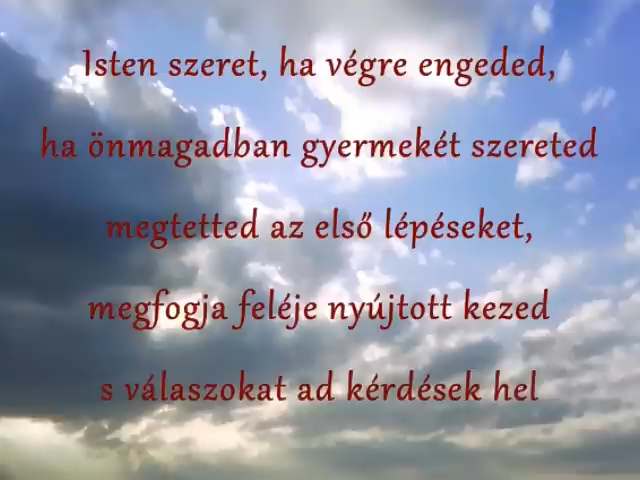 Isten szeret, ha végre engeded,
ha önmagadban gyermekét szereted
megtetted az első lépéseket,
megfogja feléje nyújtott kezed
s válaszokat ad kérdések hel